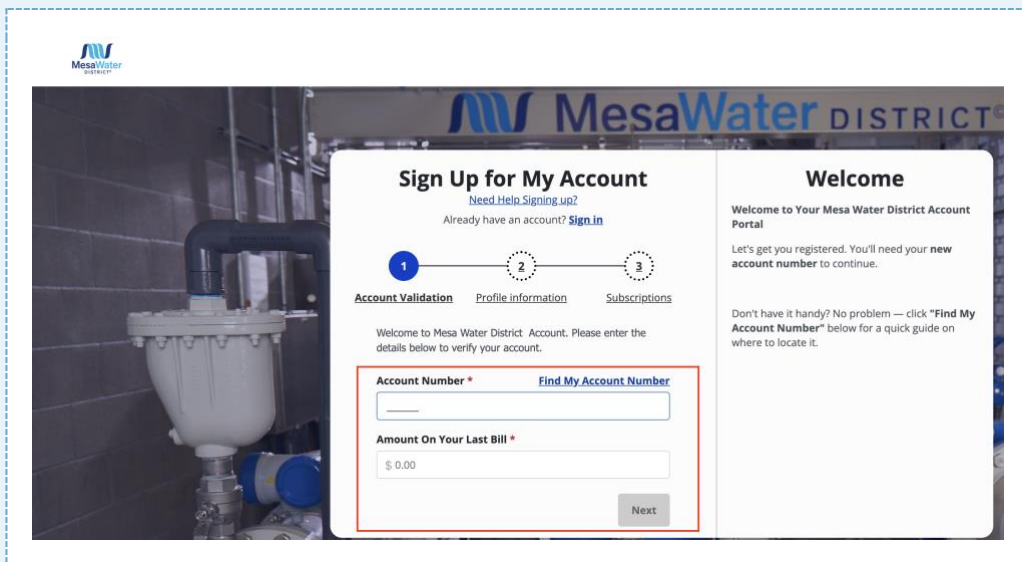 MesaWater
DISTRICT®
MesaWater DISTRICT®
Sign Up for My Account
Need Help Signing up?
Already have an account? Sign in
1
2
3
Account Validation
Profile information
Subscriptions
Welcome to Mesa Water District Account. Please enter the
details below to verify your account.
Account Number *
Find My Account Number
______
Amount On Your Last Bill *
$ 0.00
Next
Welcome
Welcome to Your Mesa Water District Account
Portal
Let's get you registered. You'll need your new
account number to continue.
Don't have it handy? No problem — click "Find My
Account Number" below for a quick guide on
where to locate it.